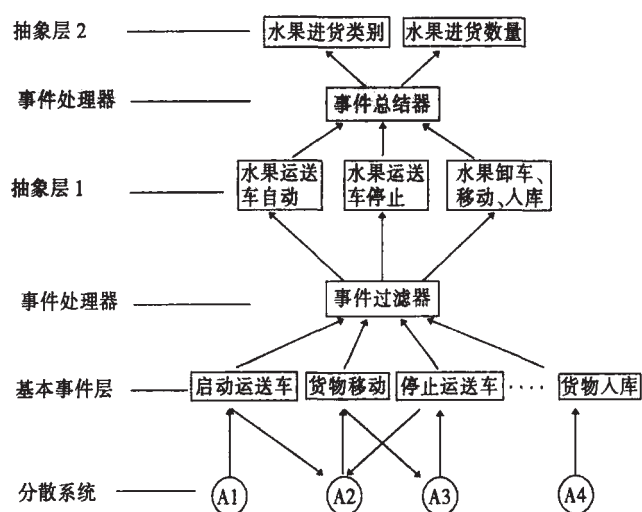 抽象层 2
水果进货类别
水果进货数量
事件处理器
事件总结器
抽象层 1
水果运送
车自动
水果运送
车停止
水果卸车、
移动、人库
事件处理器
事件过滤器
基本事件层
启动运送车
货物移动
停止运送车
····
货物人库
分散系统
A1
A2
A3
A4